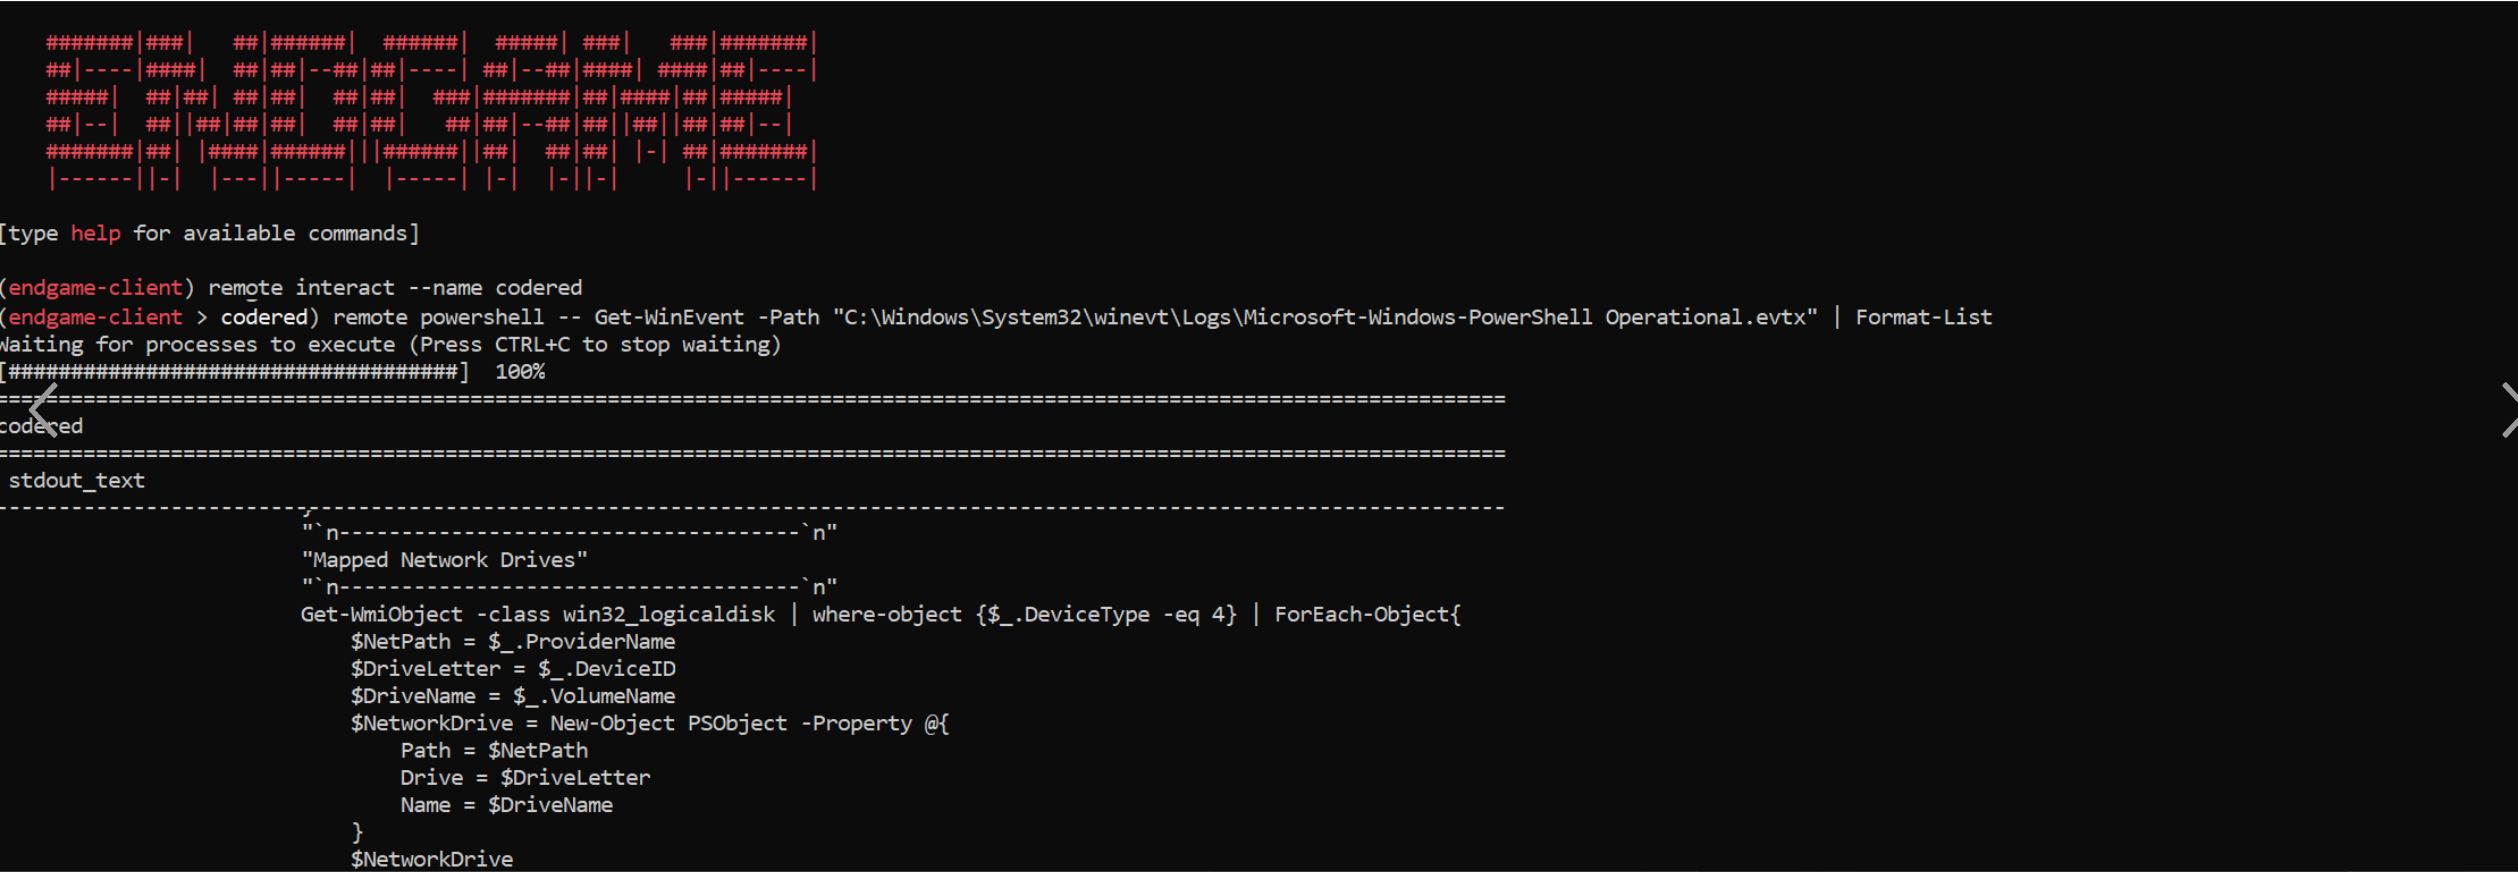 #######|###|   ##|######|  ######|  #####| ###|   ###|#######|
##|----|####|  ##|##|--##|##|----| ##|--##|####| ####|##|----|
#####|  ##|##| ##|##|  ##|##|  ###|#######|##|####|##|#####|
##|--|  ##||##|##|##|  ##|##|   ##|##|--##|##||##||##|##|--|
#######|##| |####|######|||######||##|  ##|##| |-| ##|#######|
|------||-|  |---||-----|  |-----| |-|  |-||-|     |-||------|
[type help for available commands]
(endgame-client) remote interact --name codered
(endgame-client > codered) remote powershell -- Get-WinEvent -Path "C:\Windows\System32\winevt\Logs\Microsoft-Windows-PowerShell Operational.evtx" | Format-List
Waiting for processes to execute (Press CTRL+C to stop waiting)
[####################################]  100%
codered
stdout_text
}
"`n-------------------------------------`n"
"Mapped Network Drives"
"`n-------------------------------------`n"
Get-WmiObject -class win32_logicaldisk | where-object {$_.DeviceType -eq 4} | ForEach-Object{
$NetPath = $_.ProviderName
$DriveLetter = $_.DeviceID
$DriveName = $_.VolumeName
$NetworkDrive = New-Object PSObject -Property @{
Path = $NetPath
Drive = $DriveLetter
Name = $DriveName
}
$NetworkDrive